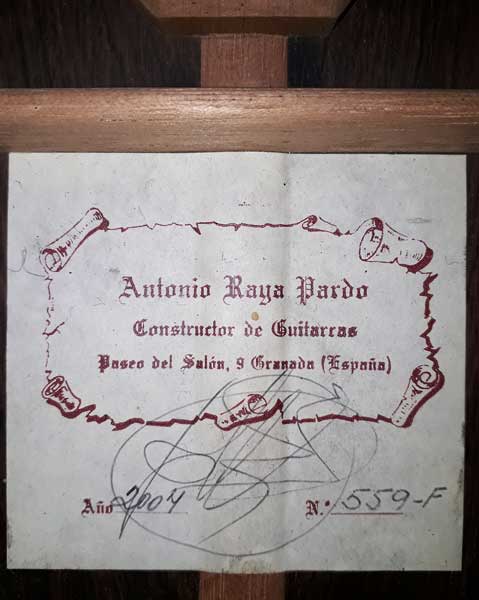 Antonio Raya Pardo
Constructor de Guitarras
Paseo del Salón, 9 Granada (España)
Año 2004 N.º 559-F